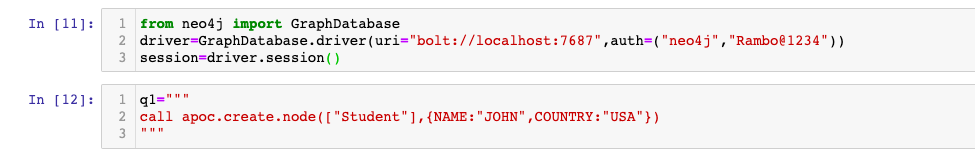 In [11]:
1 from neo4j import GraphDatabase
2 driver=GraphDatabase.driver(uri="bolt://localhost:7687",auth=("neo4j","Rambo@1234"))
3 session=driver.session()
In [12]:
1 q1="""
2 call apoc.create.node(["Student"],{NAME:"JOHN",COUNTRY:"USA"})
3 """